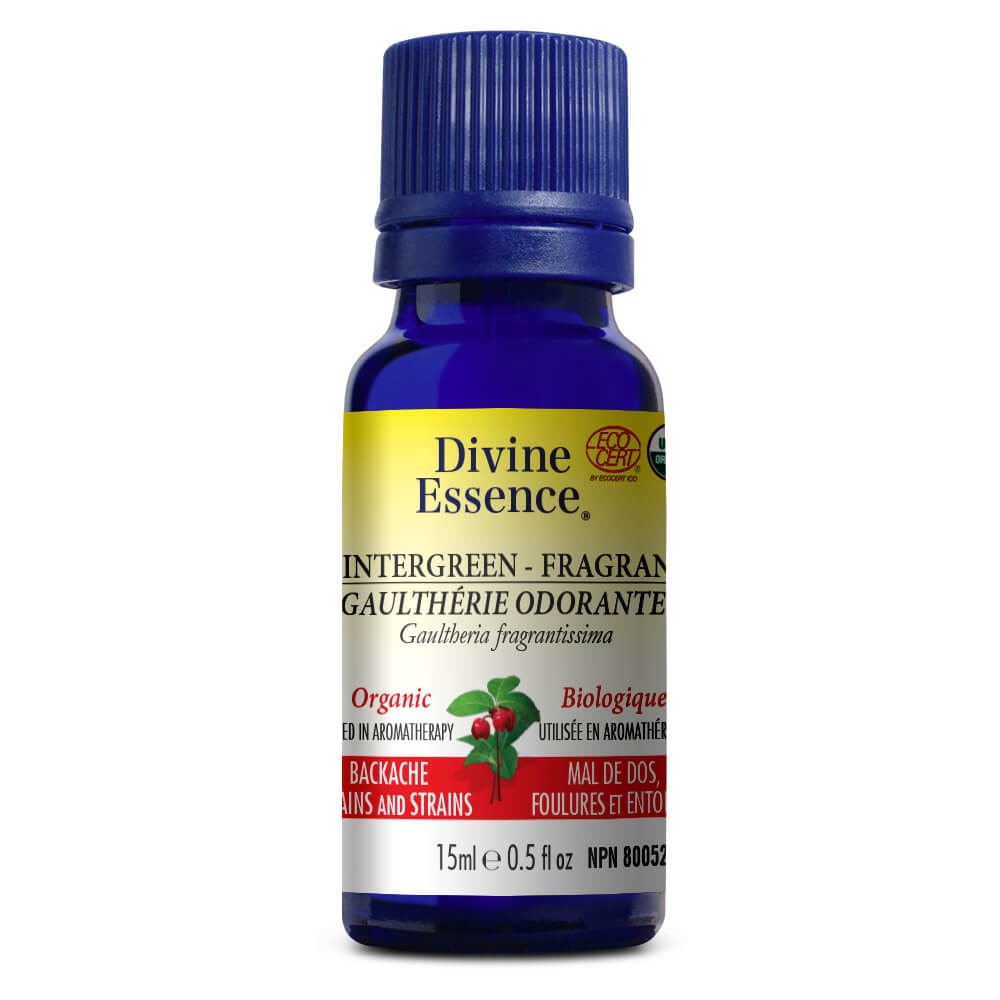 Divine
ECO
CERT®
BY ECOCERT ICO
Essence®
INTERGREEN - FRAGRAN
GAULTHÉRIE ODORANTE
Gaultheria fragrantissima
Organic Biologique
ED IN AROMATHERAPY UTILISÉE EN AROMATHÉR
BACKACHE MAL DE DOS,
AINS AND STRAINS FOULURES ET ENTO
15ml ℮ 0.5 fl oz NPN 80052